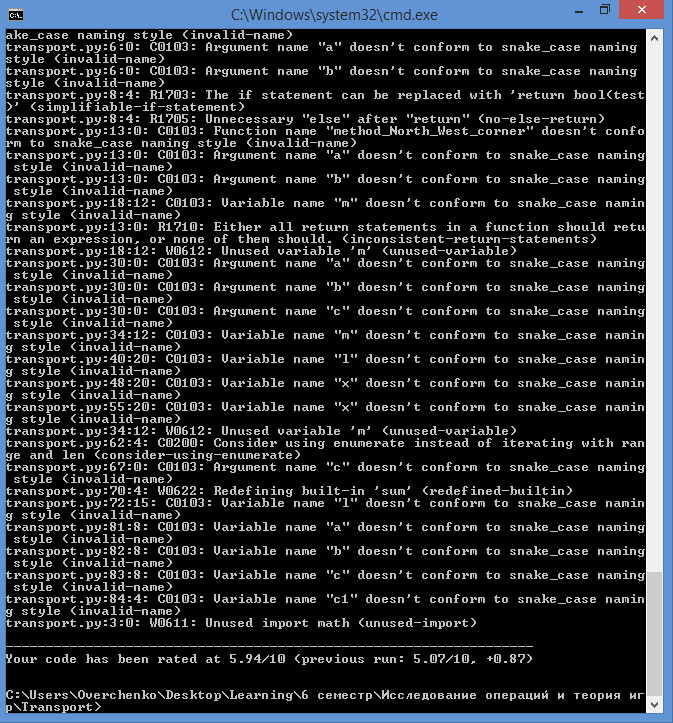 C:\Windows\system32\cmd.exe
ake_case naming style (invalid-name)
transport.py:6:0: C0103: Argument name "a" doesn't conform to snake_case naming
style (invalid-name)
transport.py:6:0: C0103: Argument name "b" doesn't conform to snake_case naming
style (invalid-name)
transport.py:8:4: R1703: The if statement can be replaced with 'return bool(test
)' (simplifiable-if-statement)
transport.py:8:4: R1705: Unnecessary "else" after "return" (no-else-return)
transport.py:13:0: C0103: Function name "method_North_West_corner" doesn't confo
rm to snake_case naming style (invalid-name)
transport.py:13:0: C0103: Argument name "a" doesn't conform to snake_case naming
 style (invalid-name)
transport.py:13:0: C0103: Argument name "b" doesn't conform to snake_case naming
 style (invalid-name)
transport.py:18:12: C0103: Variable name "m" doesn't conform to snake_case namin
g style (invalid-name)
transport.py:13:0: R1710: Either all return statements in a function should retu
rn an expression, or none of them should. (inconsistent-return-statements)
transport.py:18:12: W0612: Unused variable 'm' (unused-variable)
transport.py:30:0: C0103: Argument name "a" doesn't conform to snake_case naming
 style (invalid-name)
transport.py:30:0: C0103: Argument name "b" doesn't conform to snake_case naming
 style (invalid-name)
transport.py:30:0: C0103: Argument name "c" doesn't conform to snake_case naming
 style (invalid-name)
transport.py:34:12: C0103: Variable name "m" doesn't conform to snake_case namin
g style (invalid-name)
transport.py:40:20: C0103: Variable name "l" doesn't conform to snake_case namin
g style (invalid-name)
transport.py:48:20: C0103: Variable name "x" doesn't conform to snake_case namin
g style (invalid-name)
transport.py:55:20: C0103: Variable name "x" doesn't conform to snake_case namin
g style (invalid-name)
transport.py:34:12: W0612: Unused variable 'm' (unused-variable)
transport.py:62:4: C0200: Consider using enumerate instead of iterating with ran
ge and len (consider-using-enumerate)
transport.py:67:0: C0103: Argument name "c" doesn't conform to snake_case naming
 style (invalid-name)
transport.py:70:4: W0622: Redefining built-in 'sum' (redefined-builtin)
transport.py:72:15: C0103: Variable name "l" doesn't conform to snake_case namin
g style (invalid-name)
transport.py:81:8: C0103: Variable name "a" doesn't conform to snake_case naming
 style (invalid-name)
transport.py:82:8: C0103: Variable name "b" doesn't conform to snake_case naming
 style (invalid-name)
transport.py:83:8: C0103: Variable name "c" doesn't conform to snake_case naming
 style (invalid-name)
transport.py:84:4: C0103: Variable name "c1" doesn't conform to snake_case namin
g style (invalid-name)
transport.py:3:0: W0611: Unused import math (unused-import)
------------------------------------------------------------------
Your code has been rated at 5.94/10 (previous run: 5.07/10, +0.87)
C:\Users\Overchenko\Desktop\Learning\6 семестр\Исследование операций и теория иг
р\Transport>